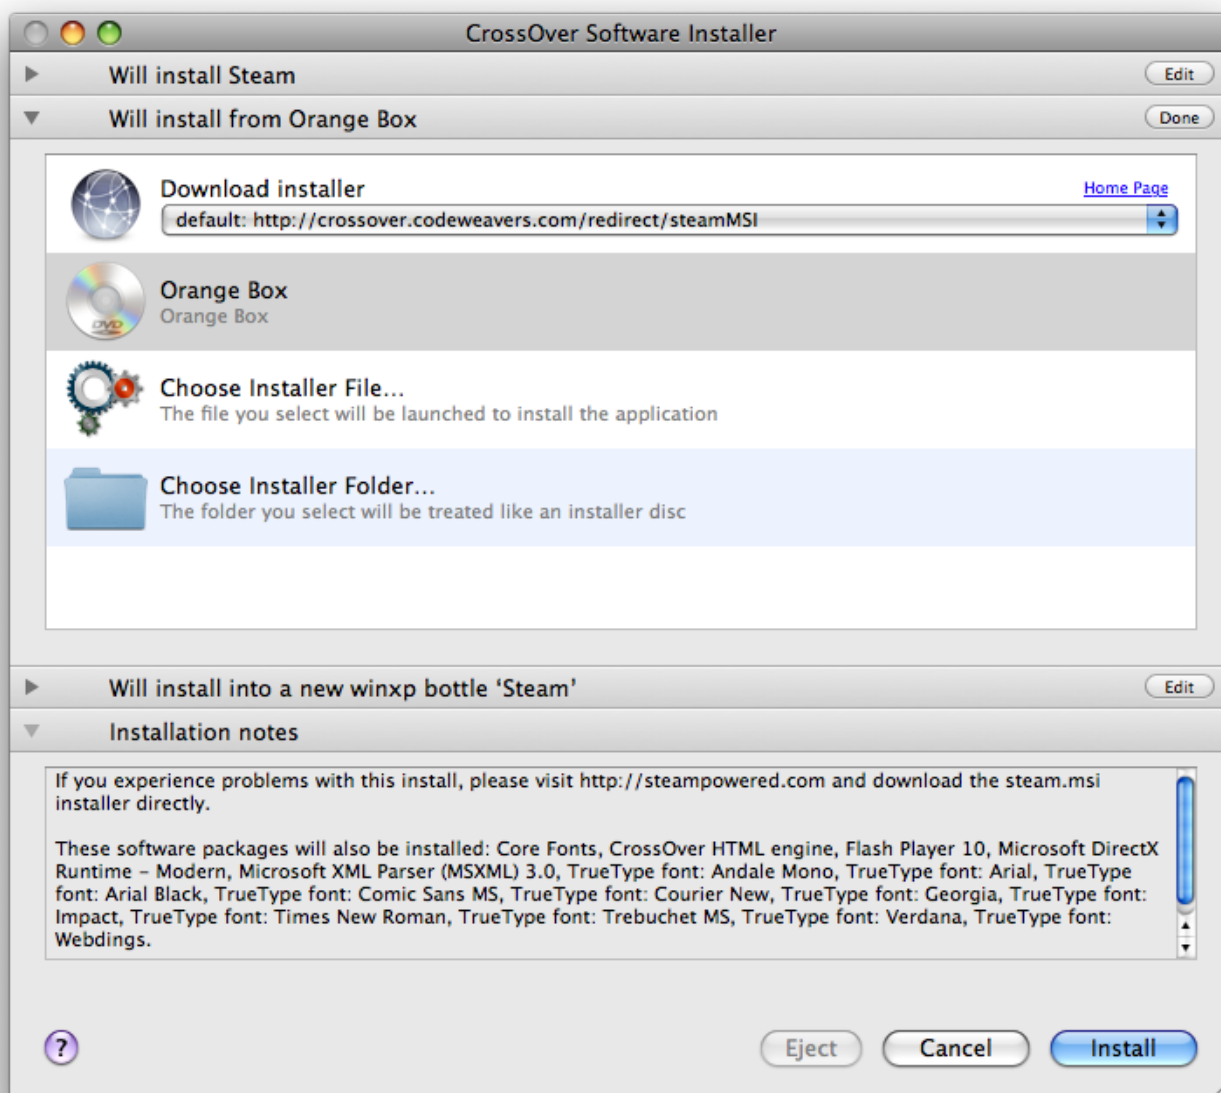 CrossOver Software Installer
Will install Steam
Edit
Will install from Orange Box
Done
Download installer
Home Page
default: http://crossover.codeweavers.com/redirect/steamMSI
Orange Box
Orange Box
DVD
Choose Installer File...
The file you select will be launched to install the application
Choose Installer Folder...
The folder you select will be treated like an installer disc
Will install into a new winxp bottle ‘Steam’
Edit
Installation notes
If you experience problems with this install, please visit http://steampowered.com and download the steam.msi
installer directly.
These software packages will also be installed: Core Fonts, CrossOver HTML engine, Flash Player 10, Microsoft DirectX
Runtime – Modern, Microsoft XML Parser (MSXML) 3.0, TrueType font: Andale Mono, TrueType font: Arial, TrueType
font: Arial Black, TrueType font: Comic Sans MS, TrueType font: Courier New, TrueType font: Georgia, TrueType font:
Impact, TrueType font: Times New Roman, TrueType font: Trebuchet MS, TrueType font: Verdana, TrueType font:
Webdings.
?
Eject
Cancel
Install